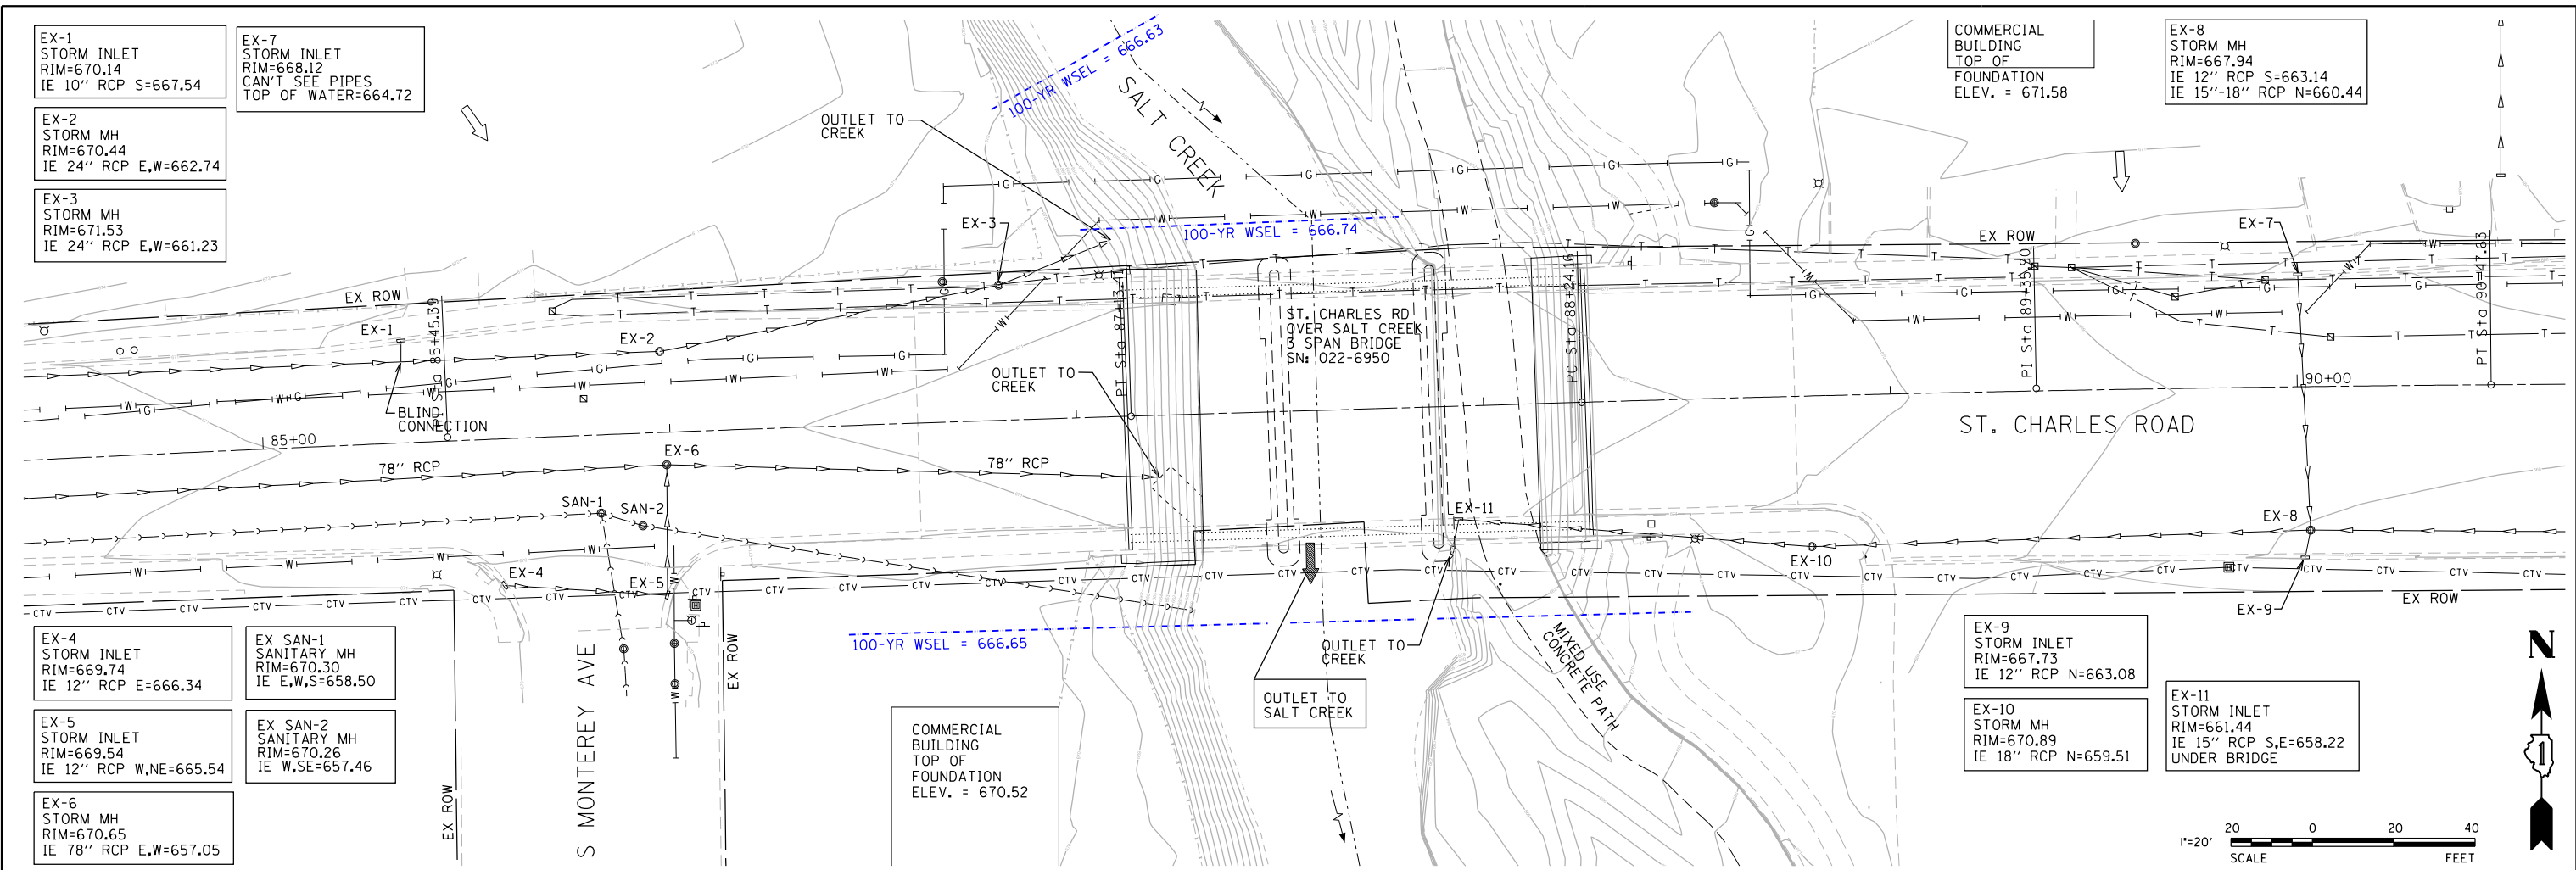 EX-1
STORM INLET
RIM=670.14
IE 10'' RCP S=667.54
EX-7
STORM INLET
RIM=668.12
CAN'T SEE PIPES
TOP OF WATER=664.72
EX-2
STORM MH
RIM=670.44
IE 24'' RCP E,W=662.74
EX-3
STORM MH
RIM=671.53
IE 24'' RCP E,W=661.23
100-YR WSEL = 666.63
SALT CREEK
OUTLET TO
CREEK
COMMERCIAL
BUILDING
TOP OF
FOUNDATION
ELEV. = 671.58
EX-8
STORM MH
RIM=667.94
IE 12'' RCP S=663.14
IE 15''-18'' RCP N=660.44
EX-3
100-YR WSEL = 666.74
EX ROW
EX-7
EX ROW
EX-1
PT Sta 85+45.39
EX-2
PT Sta 87+13.41
ST. CHARLES RD
OVER SALT CREEK
3 SPAN BRIDGE
SN: 022-6950
PC Sta 88+24.16
PI Sta 89+35.90
PT Sta 90+47.63
90+00
BLIND
CONNECTION
OUTLET TO
CREEK
85+00
ST. CHARLES ROAD
78'' RCP
EX-6
78'' RCP
SAN-1
SAN-2
EX-11
EX-8
EX-4
EX-5
EX-10
EX-9
EX ROW
100-YR WSEL = 666.65
OUTLET TO
CREEK
MIXED USE
CONCRETE PATH
OUTLET TO
SALT CREEK
EX-4
STORM INLET
RIM=669.74
IE 12'' RCP E=666.34
EX SAN-1
SANITARY MH
RIM=670.30
IE E,W,S=658.50
EX-5
STORM INLET
RIM=669.54
IE 12'' RCP W,NE=665.54
EX SAN-2
SANITARY MH
RIM=670.26
IE W,SE=657.46
EX-6
STORM MH
RIM=670.65
IE 78'' RCP E,W=657.05
EX ROW
S MONTEREY AVE
EX ROW
COMMERCIAL
BUILDING
TOP OF
FOUNDATION
ELEV. = 670.52
EX-9
STORM INLET
RIM=667.73
IE 12'' RCP N=663.08
EX-10
STORM MH
RIM=670.89
IE 18'' RCP N=659.51
EX-11
STORM INLET
RIM=661.44
IE 15'' RCP S,E=658.22
UNDER BRIDGE
N
1
20 0 20 40
1"=20'
SCALE FEET